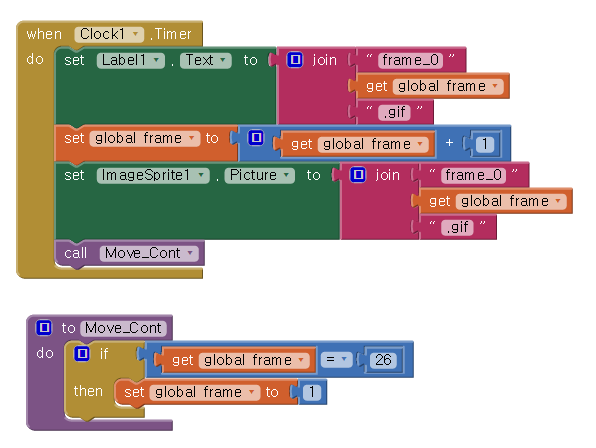 when Clock1 .Timer
do set Label1 . Text to join " frame_0 "
get global frame
" .gif "
set global frame to get global frame + 1
set ImageSprite1 . Picture to join " frame_0 "
get global frame
" .gif "
call Move_Cont
to Move_Cont
do if get global frame = 26
then set global frame to 1